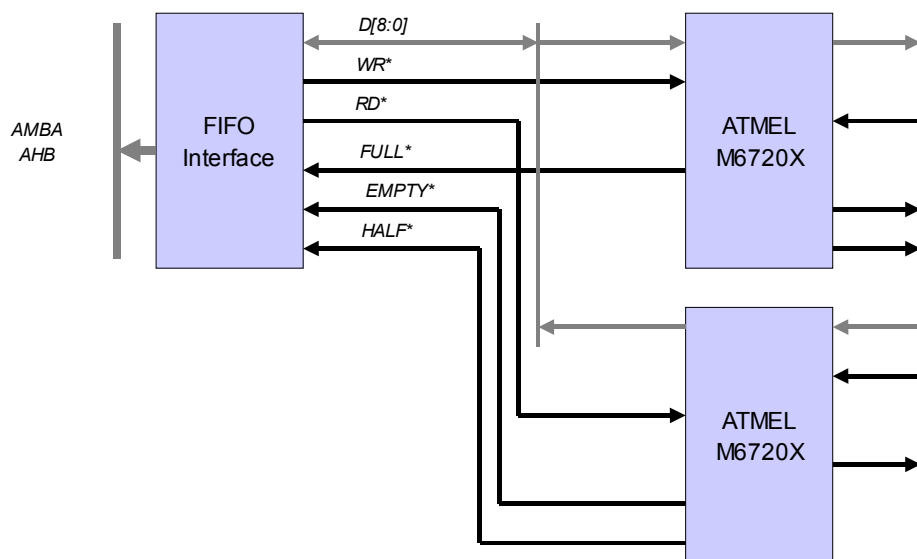 D[8:0]
WR*
RD*
FULL*
EMPTY*
HALF*
AMBA
AHB
FIFO
Interface
ATMEL
M6720X
ATMEL
M6720X